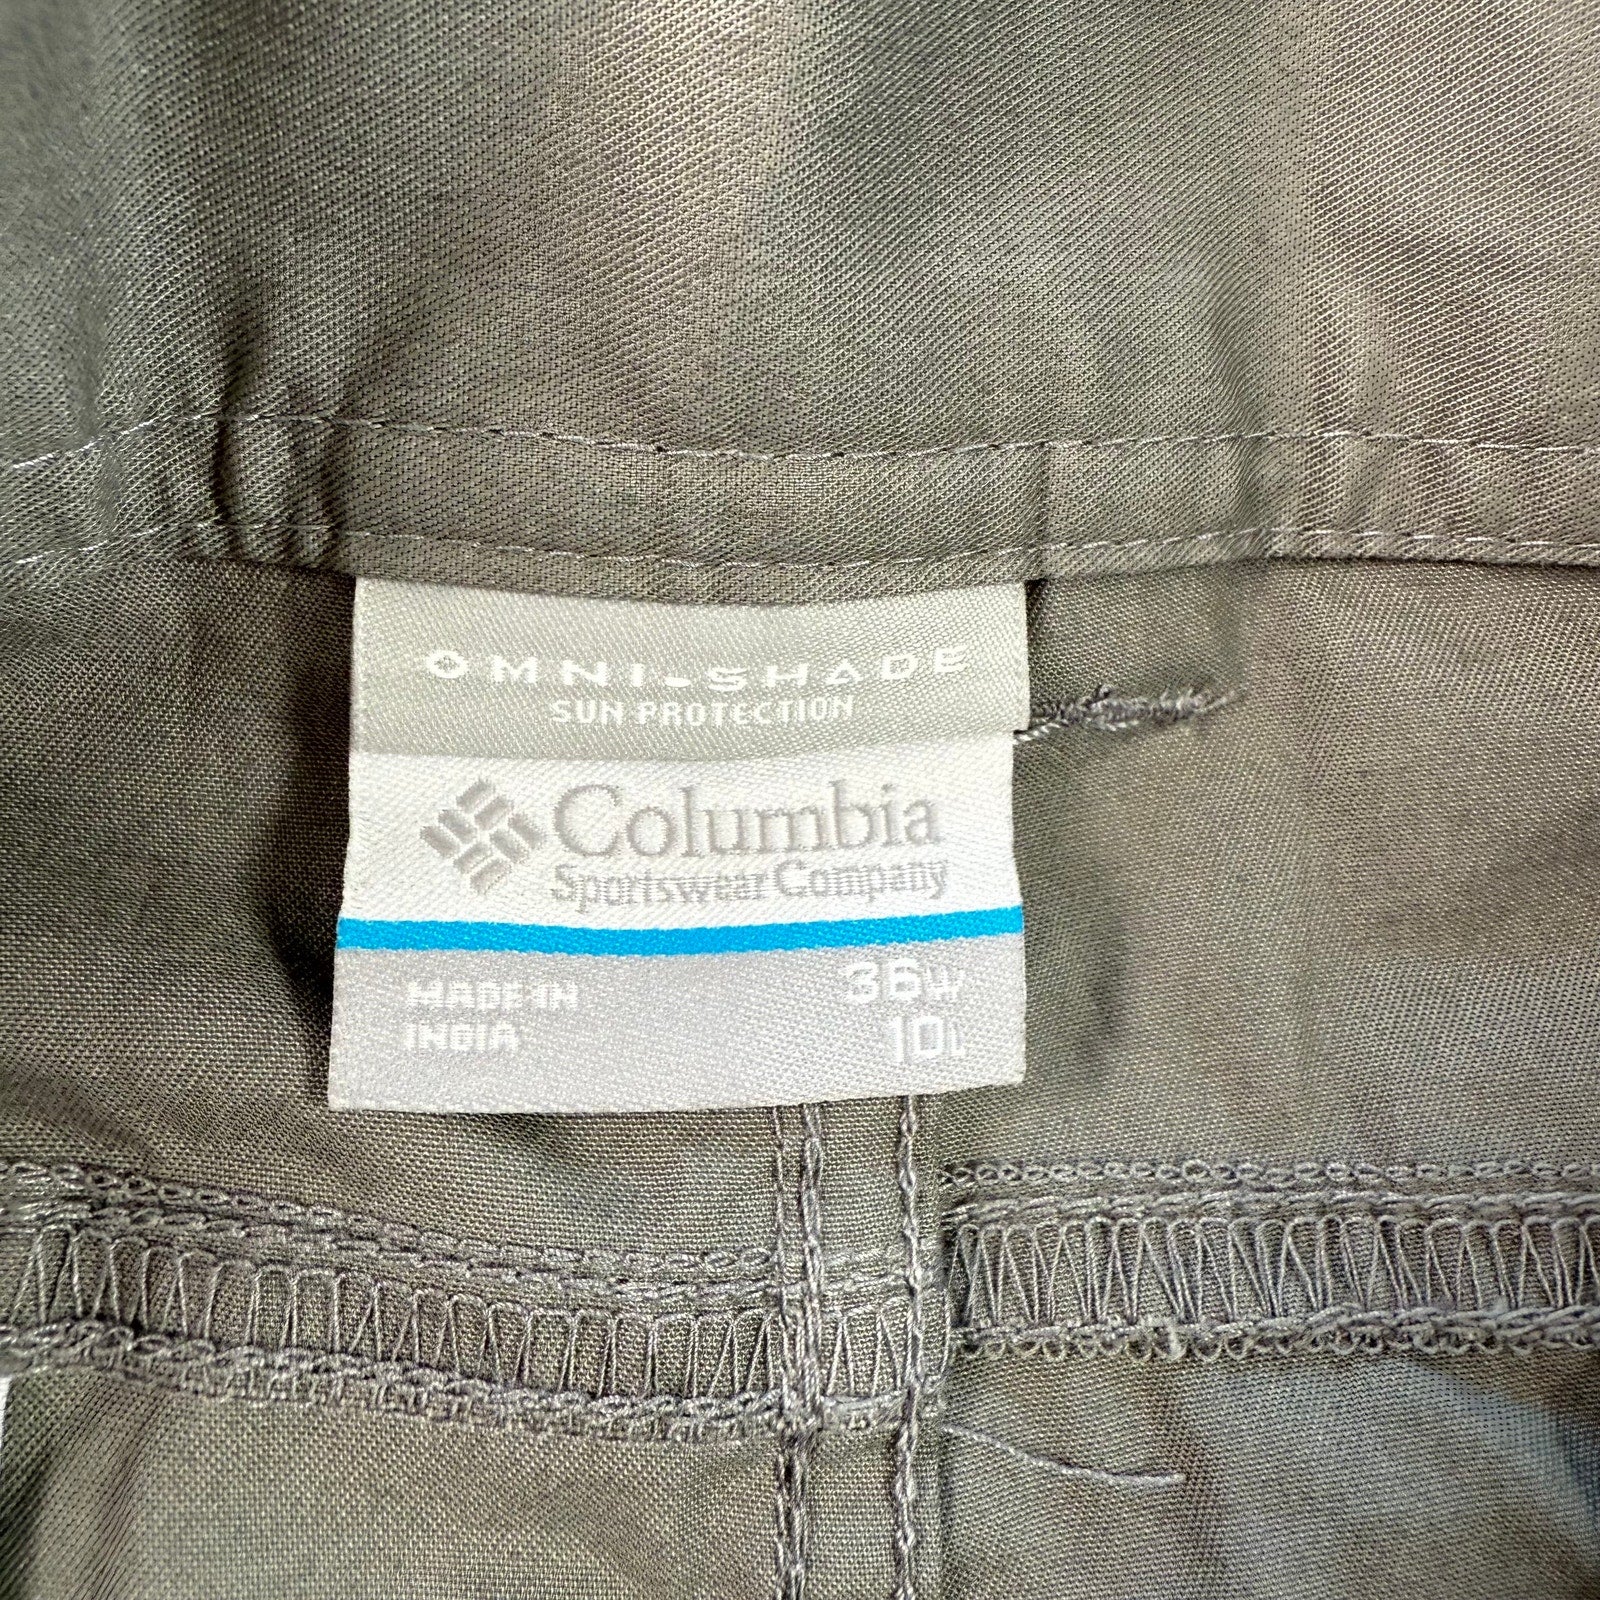 OMNI-SHADE
SUN PROTECTION
Columbia
Sportswear Company
MADE IN
INDIA
36W
10L